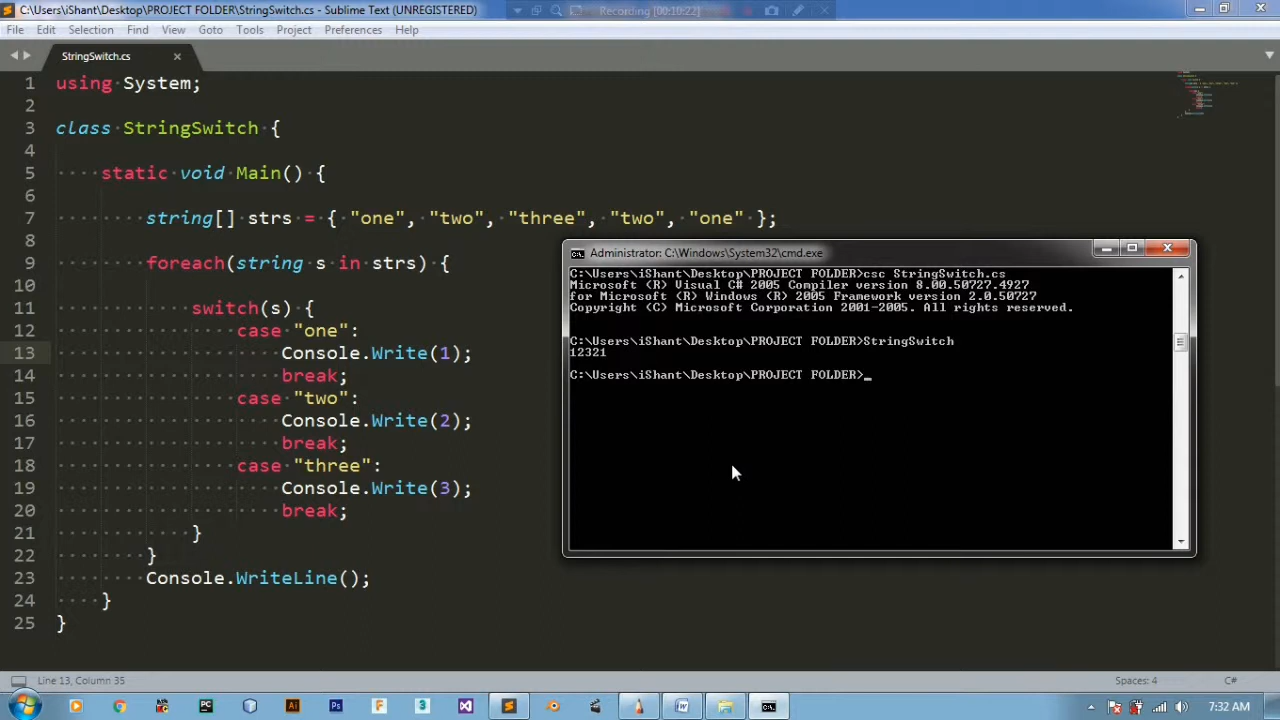 C:\Users\iShant\Desktop\PROJECT FOLDER\StringSwitch.cs - Sublime Text (UNREGISTERED)
Recording [00:10:22]
File Edit Selection Find View Goto Tools Project Preferences Help
StringSwitch.cs
1 using System;
2
3 class StringSwitch {
4
5 static void Main() {
6
7 string[] strs = { "one", "two", "three", "two", "one" };
8
9 foreach(string s in strs) {
10
11 switch(s) {
12 case "one":
13 Console.Write(1);
14 break;
15 case "two":
16 Console.Write(2);
17 break;
18 case "three":
19 Console.Write(3);
20 break;
21 }
22 }
23 Console.WriteLine();
24 }
25 }
Administrator: C:\Windows\System32\cmd.exe
C:\Users\iShant\Desktop\PROJECT FOLDER>csc StringSwitch.cs
Microsoft (R) Visual C# 2005 Compiler version 8.00.50727.4927
for Microsoft (R) Windows (R) 2005 Framework version 2.0.50727
Copyright (C) Microsoft Corporation 2001-2005. All rights reserved.
C:\Users\iShant\Desktop\PROJECT FOLDER>StringSwitch
12321
C:\Users\iShant\Desktop\PROJECT FOLDER>_
Line 13, Column 35 Spaces: 4 C#
7:32 AM